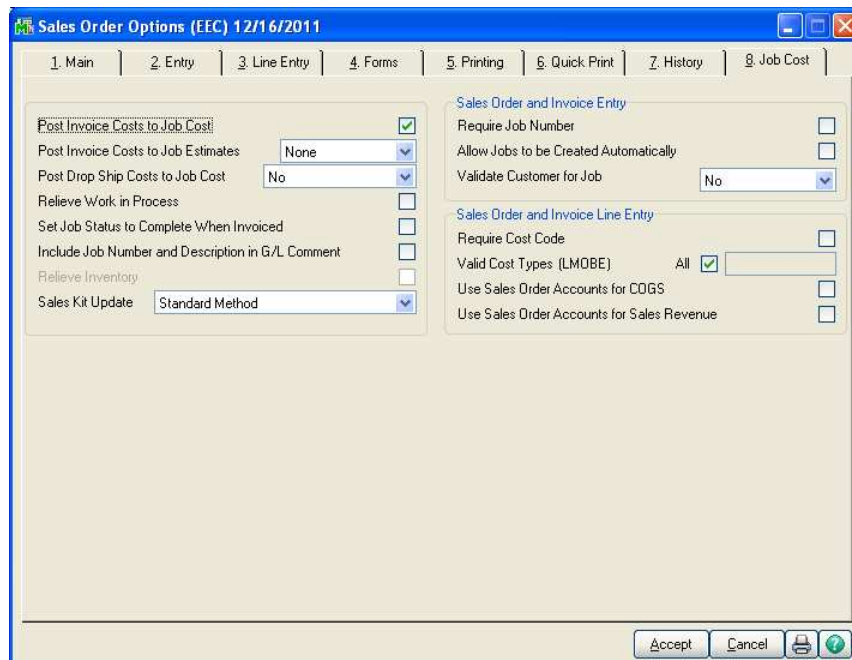 Sales Order Options (EEC) 12/16/2011
1. Main 2. Entry 3. Line Entry 4. Forms 5. Printing 6. Quick Print 7. History 8. Job Cost
Post Invoice Costs to Job Cost
Post Invoice Costs to Job Estimates None
Post Drop Ship Costs to Job Cost No
Relieve Work in Process
Set Job Status to Complete When Invoiced
Include Job Number and Description in G/L Comment
Relieve Inventory
Sales Kit Update Standard Method
Sales Order and Invoice Entry
Require Job Number
Allow Jobs to be Created Automatically
Validate Customer for Job No
Sales Order and Invoice Line Entry
Require Cost Code
Valid Cost Types (LMOBE) All
Use Sales Order Accounts for COGS
Use Sales Order Accounts for Sales Revenue
Accept Cancel